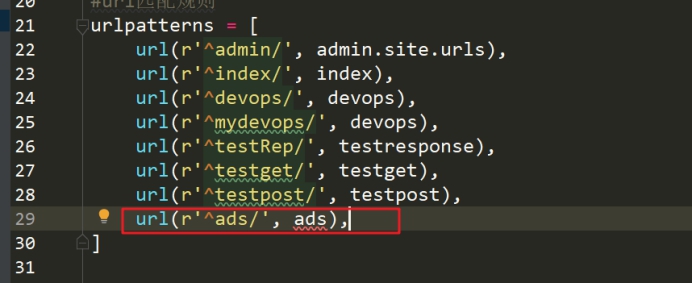 20 #url匹配规则
21 urlpatterns = [
22 url(r'^admin/', admin.site.urls),
23 url(r'^index/', index),
24 url(r'^devops/', devops),
25 url(r'^mydevops/', devops),
26 url(r'^testRep/', testresponse),
27 url(r'^testget/', testget),
28 url(r'^testpost/', testpost),
29 url(r'^ads/', ads),
30 ]
31